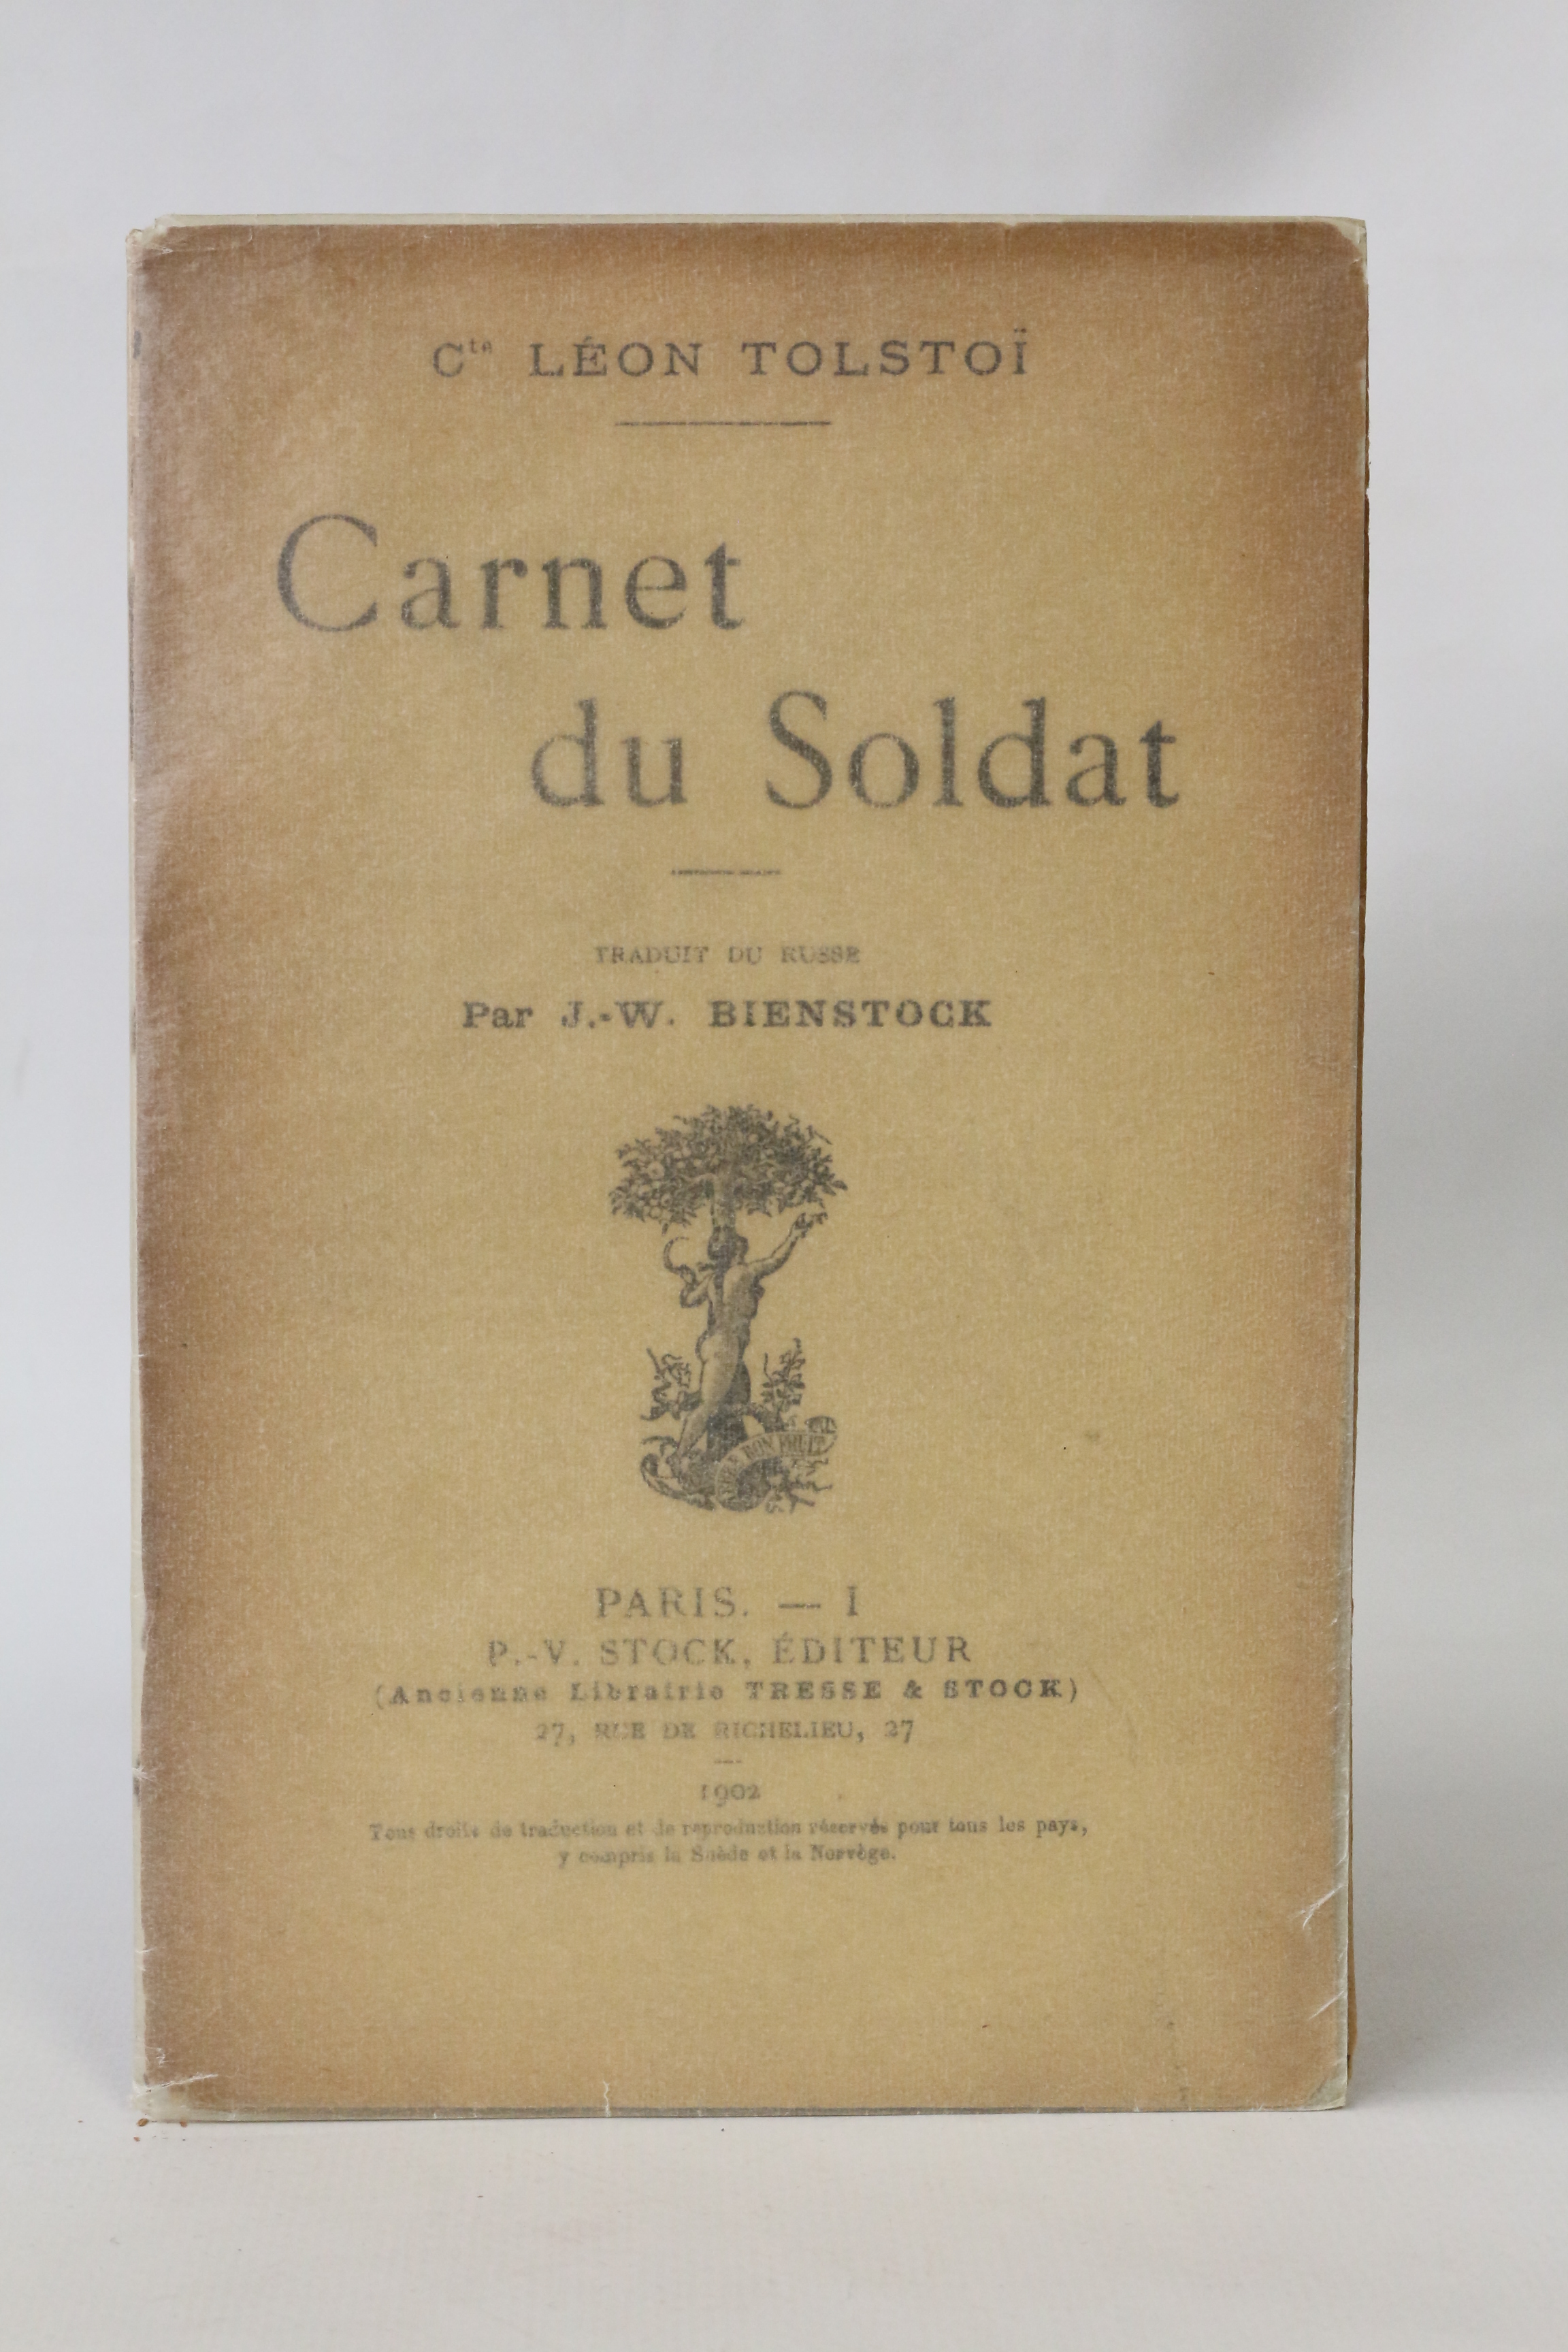 Cte LÉON TOLSTOÏ
Carnet
du Soldat
TRADUIT DU RUSSE
Par J.-W. BIENSTOCK
BON FRUIT
PARIS. — I
P.-V. STOCK, ÉDITEUR
(Ancienne Librairie TRESSE & STOCK)
27, RUE DE RICHELIEU, 27
1902
Tous droits de traduction et de reproduction réservés pour tous les pays,
y compris la Suède et la Norvège.